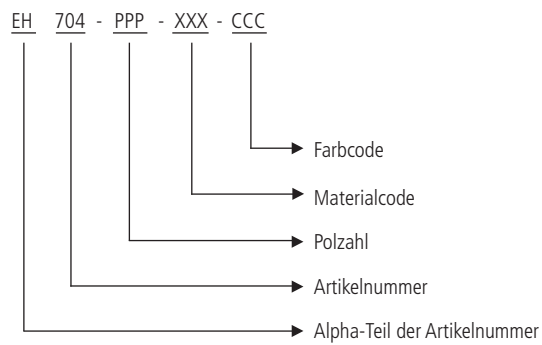 EH 704 - PPP - XXX - CCC
Farbcode
Materialcode
Polzahl
Artikelnummer
Alpha-Teil der Artikelnummer